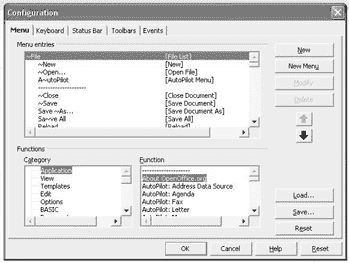 Configuration
Menu Keyboard Status Bar Toolbars Events
Menu entries
~File [File List]
~New [New]
~Open... [Open File]
A~utoPilot [AutoPilot Menu]
--------------------
~Close [Close Document]
~Save [Save Document]
Save ~As... [Save Document As]
Sa~ve All [Save All]
Reload [Reload]
New
New Menu
Modify
Delete
Functions
Category
Application
View
Templates
Edit
Options
BASIC
Function
--------------------
About OpenOffice.org
AutoPilot: Address Data Source
AutoPilot: Agenda
AutoPilot: Fax
AutoPilot: Letter
Load...
Save...
Reset
OK Cancel Help Reset